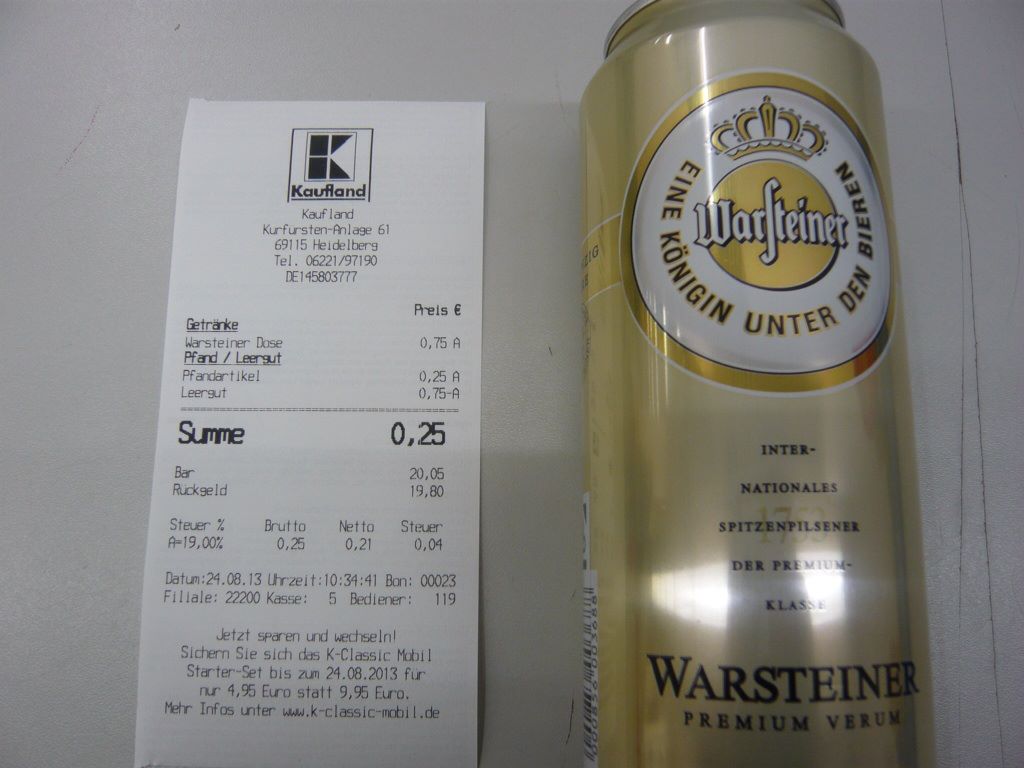 Kaufland
Kaufland
Kurfürsten-Anlage 61
69115 Heidelberg
Tel. 06221/97190
DE145803777
Preis €
Getränke
Warsteiner Dose 0,75 A
Pfand / Leergut
Pfandartikel 0,25 A
Leergut 0,75-A
Summe 0,25
Bar 20,05
Rückgeld 19,80
Steuer % Brutto Netto Steuer
A=19,00% 0,25 0,21 0,04
Datum:24.08.13 Uhrzeit:10:34:41 Bon: 00023
Filiale: 22200 Kasse: 5 Bediener: 119
Jetzt sparen und wechseln!
Sichern Sie sich das K-Classic Mobil
Starter-Set bis zum 24.08.2013 für
nur 4,95 Euro statt 9,95 Euro.
Mehr Infos unter www.k-classic-mobil.de
EINE KÖNIGIN UNTER DEN BIEREN
Warsteiner
INTER-
NATIONALES
1753
SPITZENPILSENER
DER PREMIUM-
KLASSE
WARSTEINER
PREMIUM VERUM